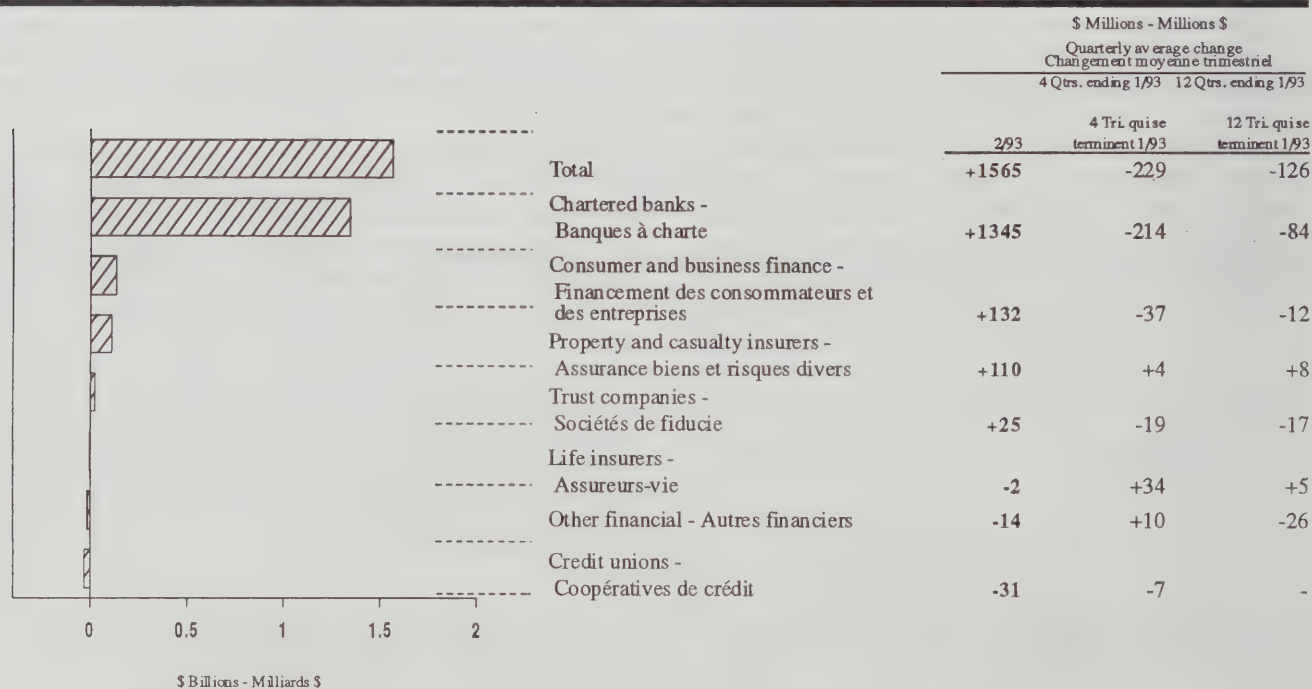 $ Millions - Millions $
Quarterly average change
Changement moyenne trimestriel
4 Qtrs. ending 1/93 12 Qtrs. ending 1/93
4 Tri. qui se 12 Tri. qui se
2/93 terminent 1/93 terminent 1/93
Total +1565 -229 -126
Chartered banks -
Banques à charte +1345 -214 -84
Consumer and business finance -
Financement des consommateurs et
des entreprises +132 -37 -12
Property and casualty insurers -
Assurance biens et risques divers +110 +4 +8
Trust companies -
Sociétés de fiducie +25 -19 -17
Life insurers -
Assureurs-vie -2 +34 +5
Other financial - Autres financiers -14 +10 -26
Credit unions -
Coopératives de crédit -31 -7 -
0 0.5 1 1.5 2
$ Billions - Milliards $